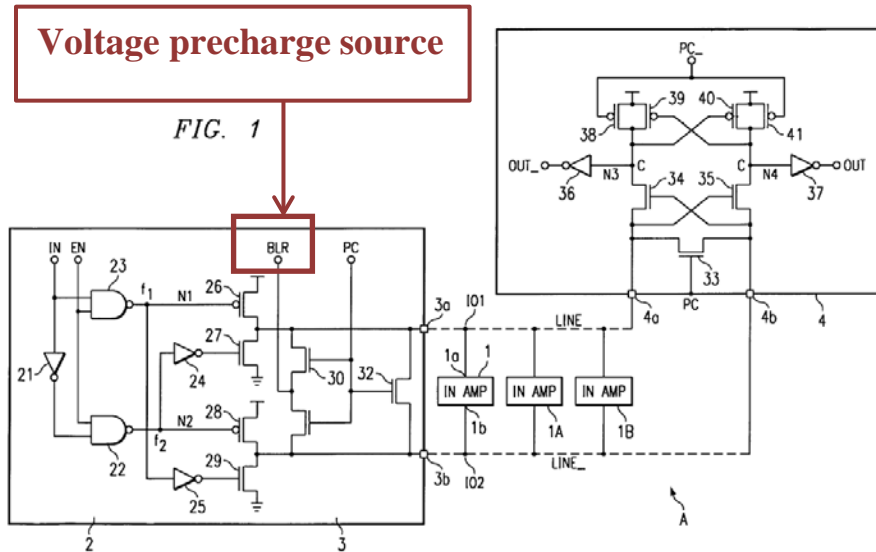 Voltage precharge source
FIG. 1
PC_
39
40
38
41
OUT_
36
N3
C
C
N4
37
OUT
34
35
33
PC
4a
4b
4
IN
EN
BLR
PC
23
f1
N1
26
27
21
24
30
32
3a
101
LINE
1a
1
IN AMP
IN AMP
IN AMP
1b
1A
1B
N2
28
f2
22
29
25
3b
102
LINE_
2
3
A